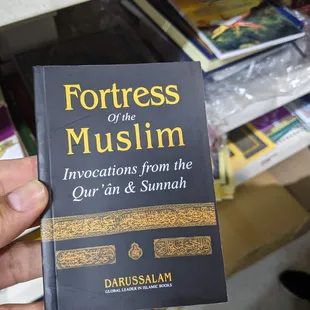 Fortress
Of the
Muslim
Invocations from the
Qur'ân & Sunnah
DARUSSALAM
GLOBAL LEADER IN ISLAMIC BOOKS